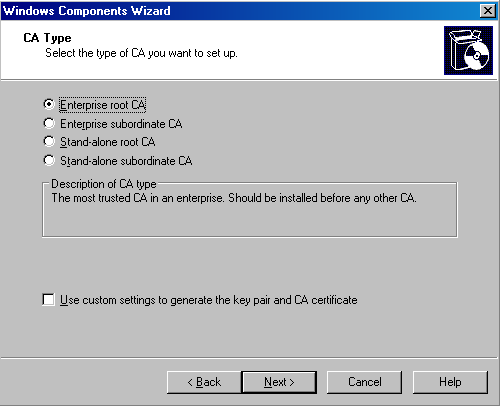 Windows Components Wizard
CA Type
Select the type of CA you want to set up.
Enterprise root CA
Enterprise subordinate CA
Stand-alone root CA
Stand-alone subordinate CA
Description of CA type
The most trusted CA in an enterprise. Should be installed before any other CA.
Use custom settings to generate the key pair and CA certificate
< Back
Next >
Cancel
Help